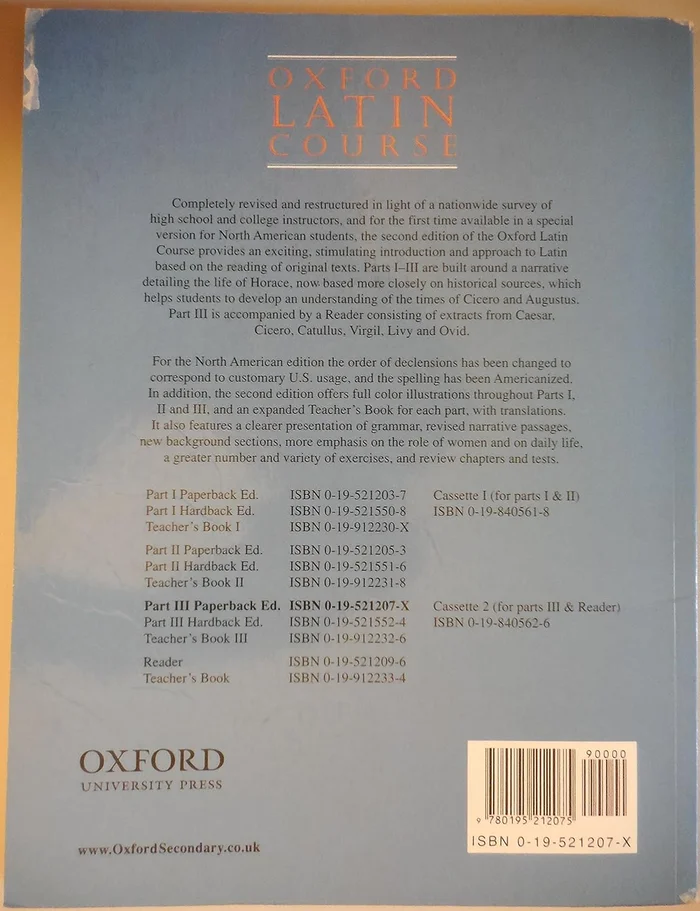 OXFORD
LATIN
COURSE
Completely revised and restructured in light of a nationwide survey of
high school and college instructors, and for the first time available in a special
version for North American students, the second edition of the Oxford Latin
Course provides an exciting, stimulating introduction and approach to Latin
based on the reading of original texts. Parts I–III are built around a narrative
detailing the life of Horace, now based more closely on historical sources, which
helps students to develop an understanding of the times of Cicero and Augustus.
Part III is accompanied by a Reader consisting of extracts from Caesar,
Cicero, Catullus, Virgil, Livy and Ovid.
For the North American edition the order of declensions has been changed to
correspond to customary U.S. usage, and the spelling has been Americanized.
In addition, the second edition offers full color illustrations throughout Parts I,
II and III, and an expanded Teacher's Book for each part, with translations.
It also features a clearer presentation of grammar, revised narrative passages,
new background sections, more emphasis on the role of women and on daily life,
a greater number and variety of exercises, and review chapters and tests.
Part I Paperback Ed. ISBN 0-19-521203-7 Cassette I (for parts I & II)
Part I Hardback Ed. ISBN 0-19-521550-8 ISBN 0-19-840561-8
Teacher's Book I ISBN 0-19-912230-X
Part II Paperback Ed. ISBN 0-19-521205-3
Part II Hardback Ed. ISBN 0-19-521551-6
Teacher's Book II ISBN 0-19-912231-8
Part III Paperback Ed. ISBN 0-19-521207-X Cassette 2 (for parts III & Reader)
Part III Hardback Ed. ISBN 0-19-521552-4 ISBN 0-19-840562-6
Teacher's Book III ISBN 0-19-912232-6
Reader ISBN 0-19-521209-6
Teacher's Book ISBN 0-19-912233-4
OXFORD
UNIVERSITY PRESS
www.OxfordSecondary.co.uk
90000
9 780195 212075
ISBN 0-19-521207-X